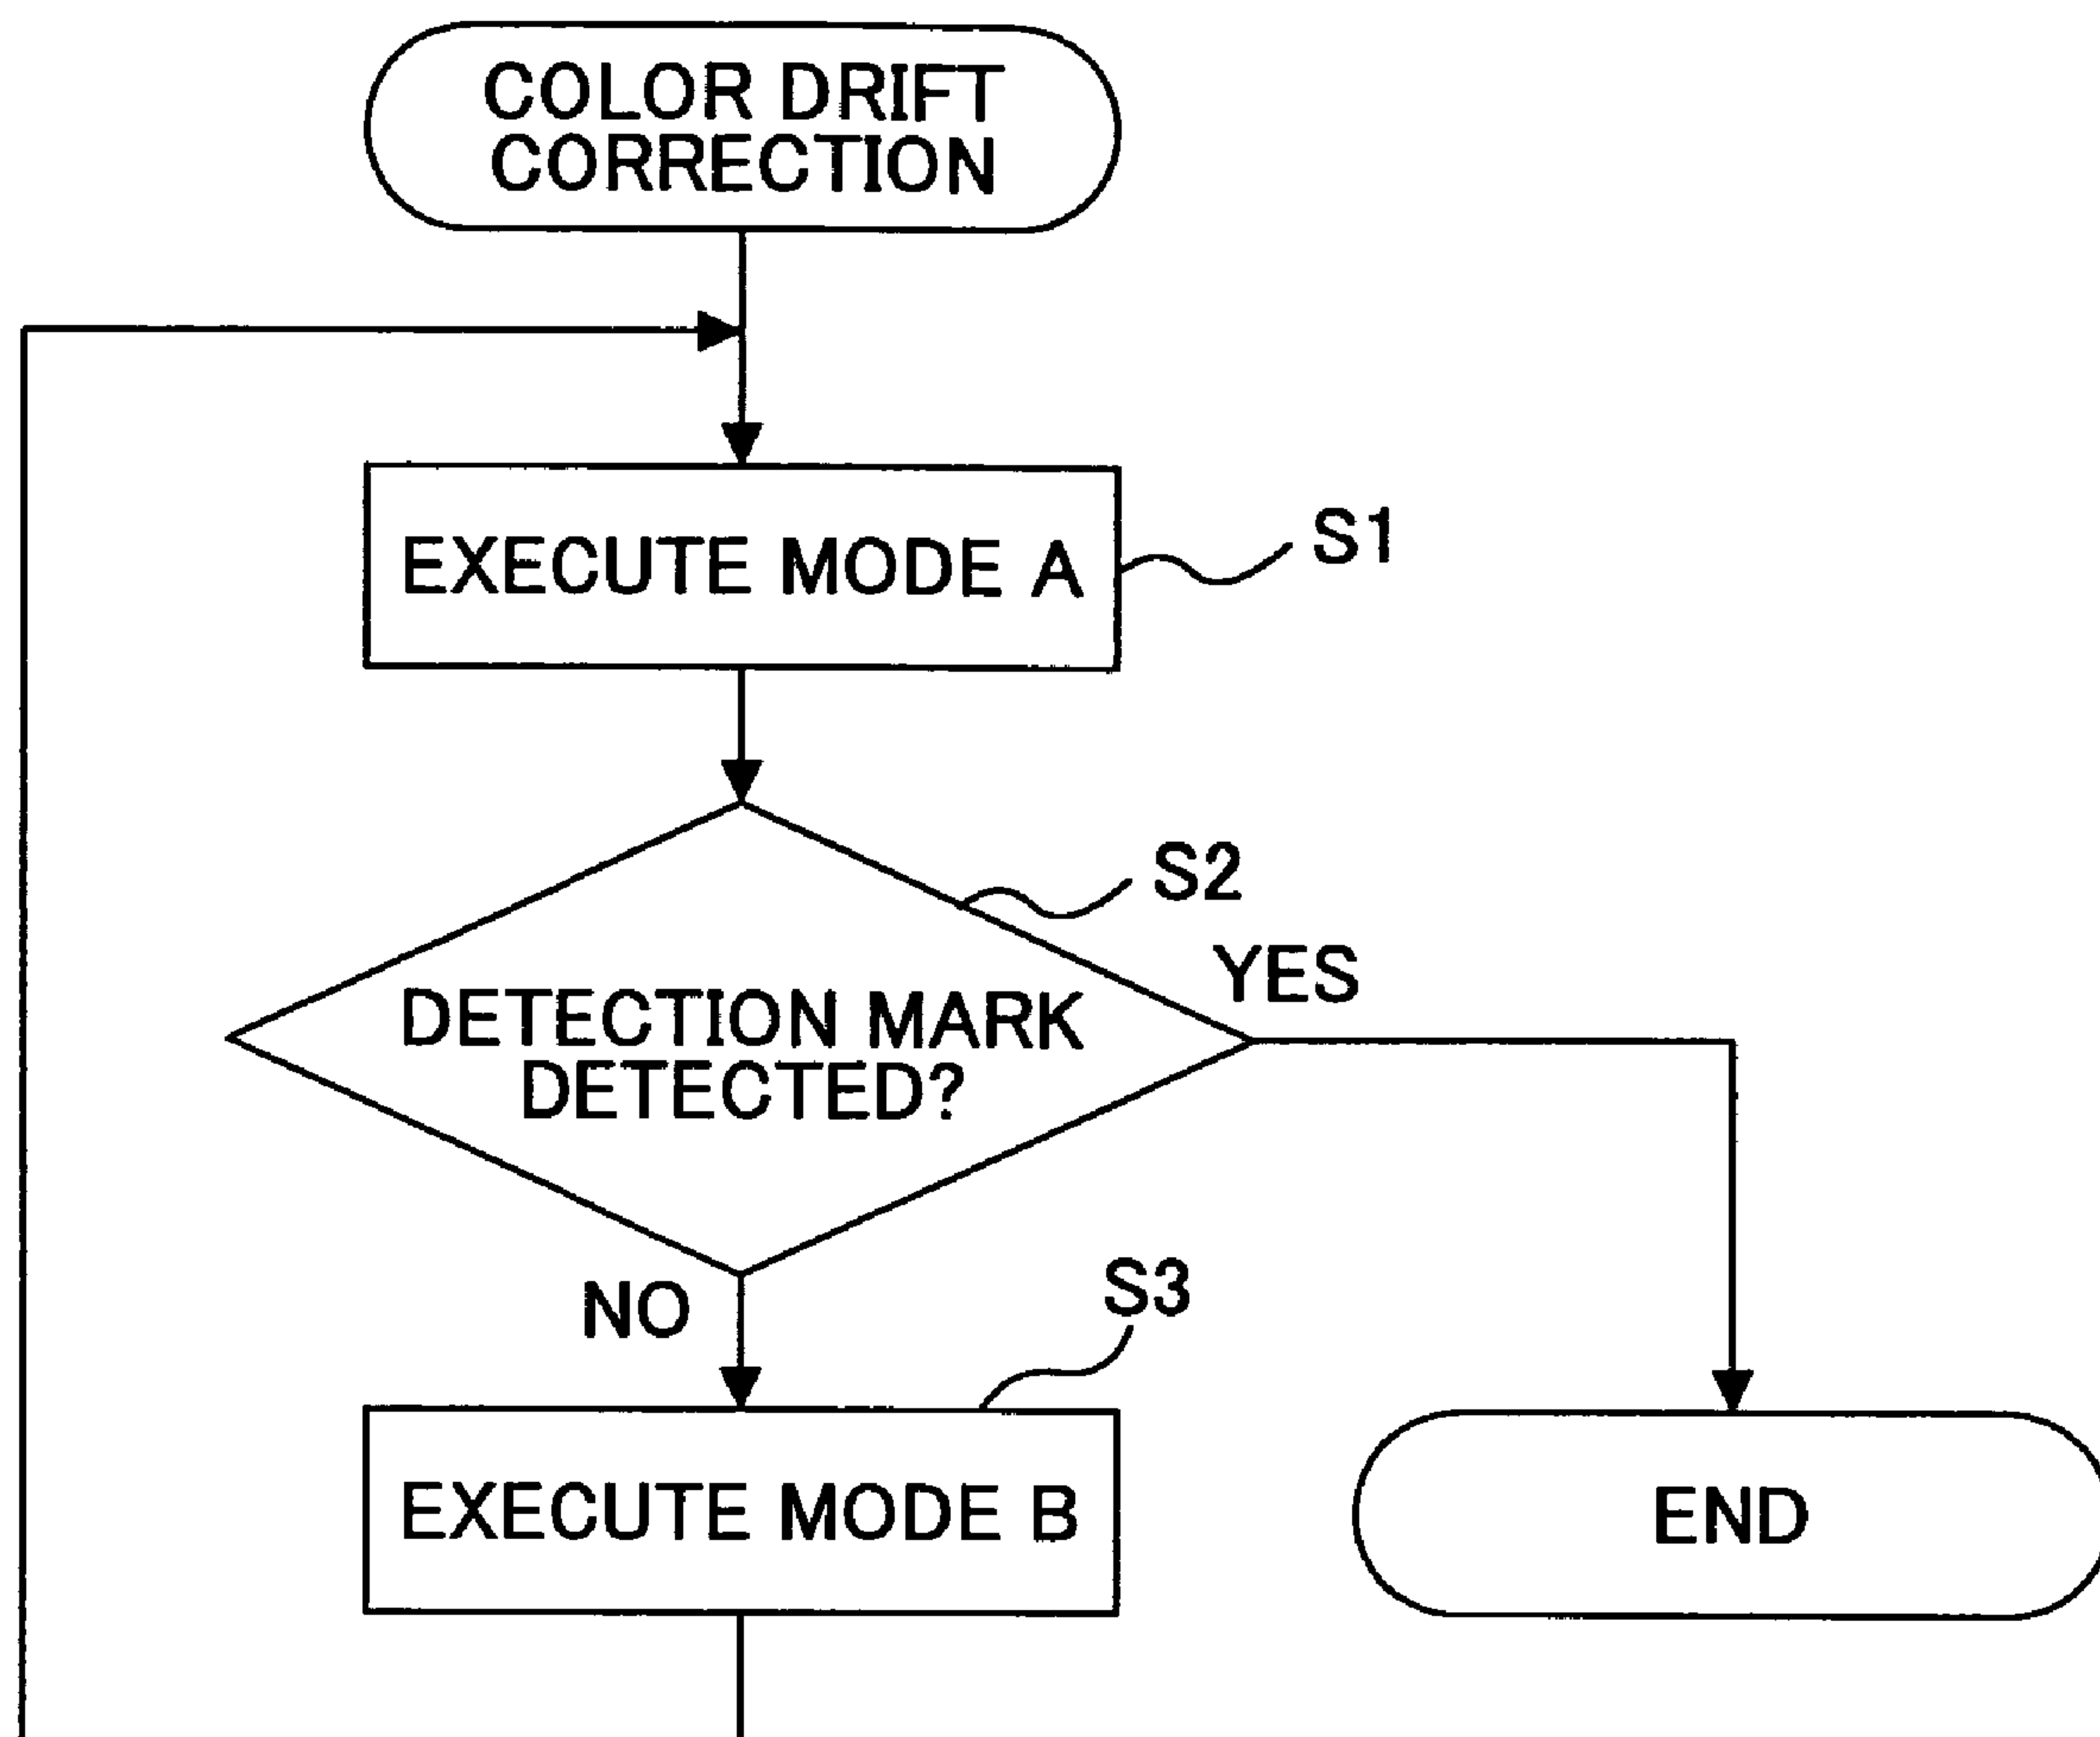 COLOR DRIFT
CORRECTION
EXECUTE MODE A
S1
S2
YES
DETECTION MARK
DETECTED?
NO
S3
EXECUTE MODE B
END